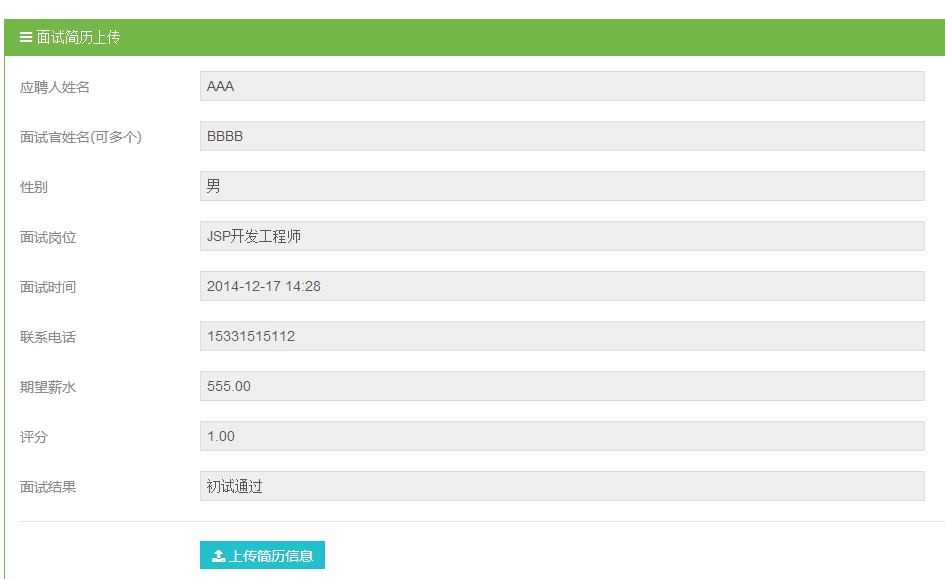 面试简历上传
应聘人姓名 AAA
面试官姓名(可多个) BBBB
性别 男
面试岗位 JSP开发工程师
面试时间 2014-12-17 14:28
联系电话 15331515112
期望薪水 555.00
评分 1.00
面试结果 初试通过
上传简历信息